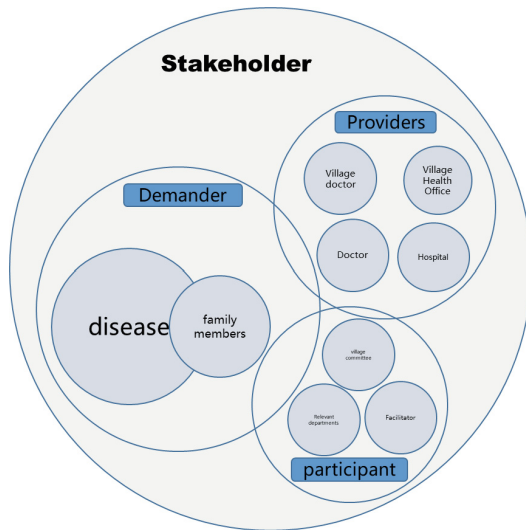 Stakeholder
Providers
Village
doctor
Village
Health
Office
Doctor
Hospital
Demander
disease
family
members
village
committee
Relevant
departments
Facilitator
participant